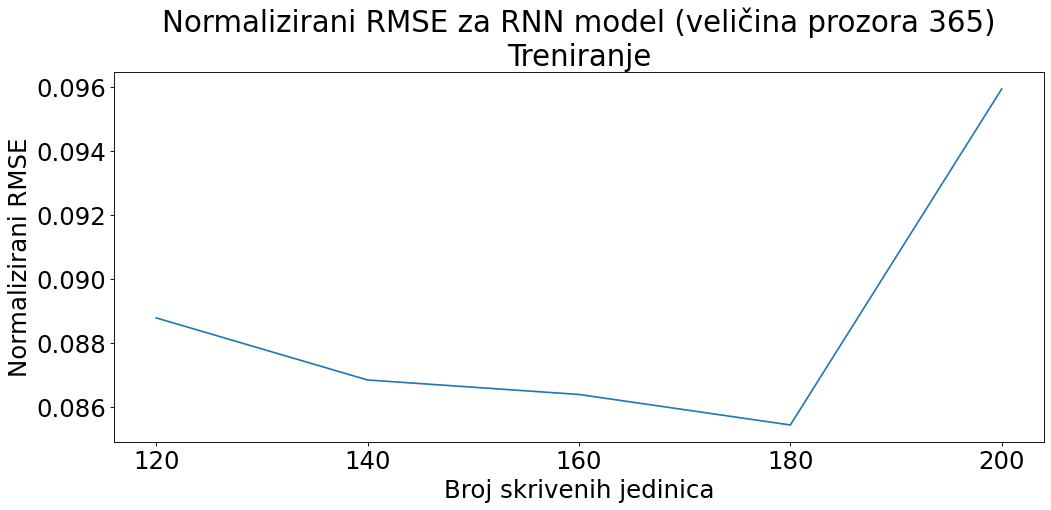 Normalizirani RMSE za RNN model (veličina prozora 365)
Treniranje
Normalizirani RMSE
0.096
0.094
0.092
0.090
0.088
0.086
120
140
160
180
200
Broj skrivenih jedinica